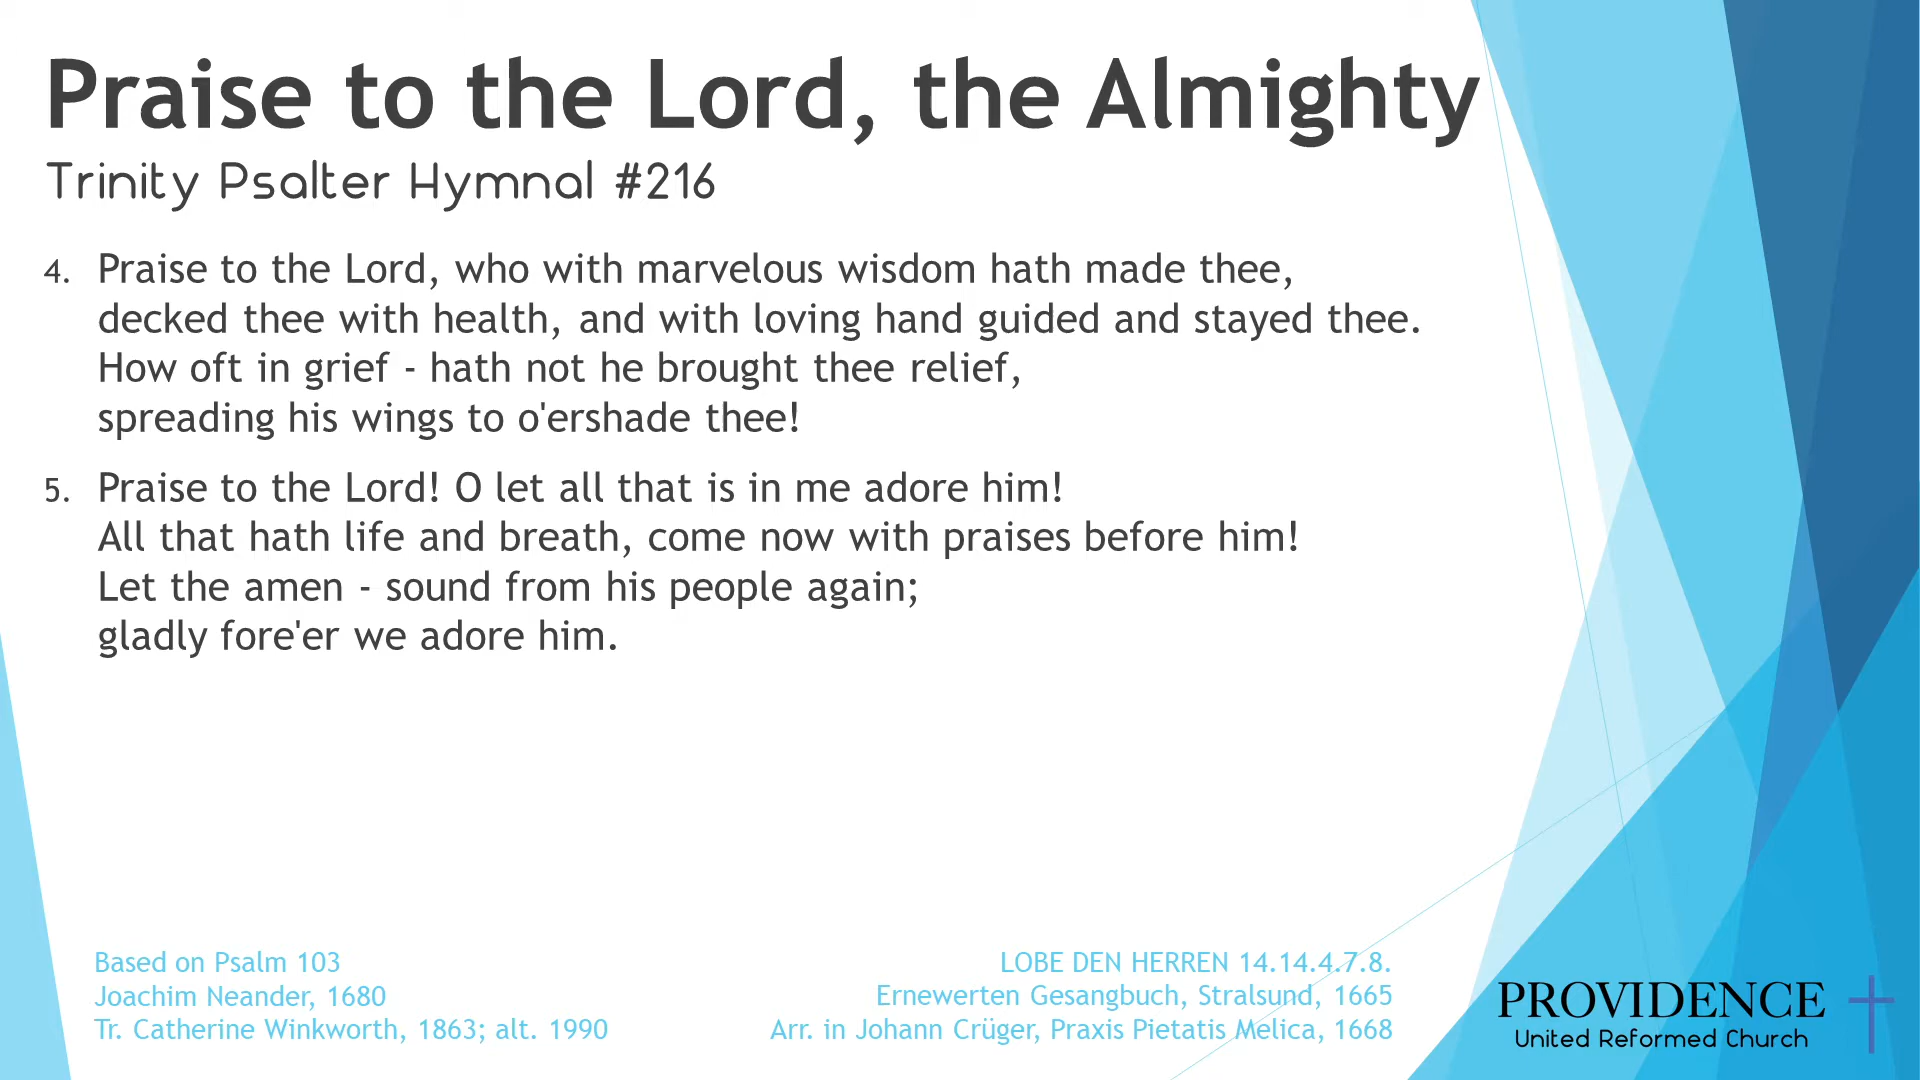 Praise to the Lord, the Almighty
Trinity Psalter Hymnal #216
4. Praise to the Lord, who with marvelous wisdom hath made thee,
decked thee with health, and with loving hand guided and stayed thee.
How oft in grief - hath not he brought thee relief,
spreading his wings to o'ershade thee!
5. Praise to the Lord! O let all that is in me adore him!
All that hath life and breath, come now with praises before him!
Let the amen - sound from his people again;
gladly fore'er we adore him.
Based on Psalm 103
Joachim Neander, 1680
Tr. Catherine Winkworth, 1863; alt. 1990
LOBE DEN HERREN 14.14.4.7.8.
Ernewerten Gesangbuch, Stralsund, 1665
Arr. in Johann Crüger, Praxis Pietatis Melica, 1668
PROVIDENCE
United Reformed Church